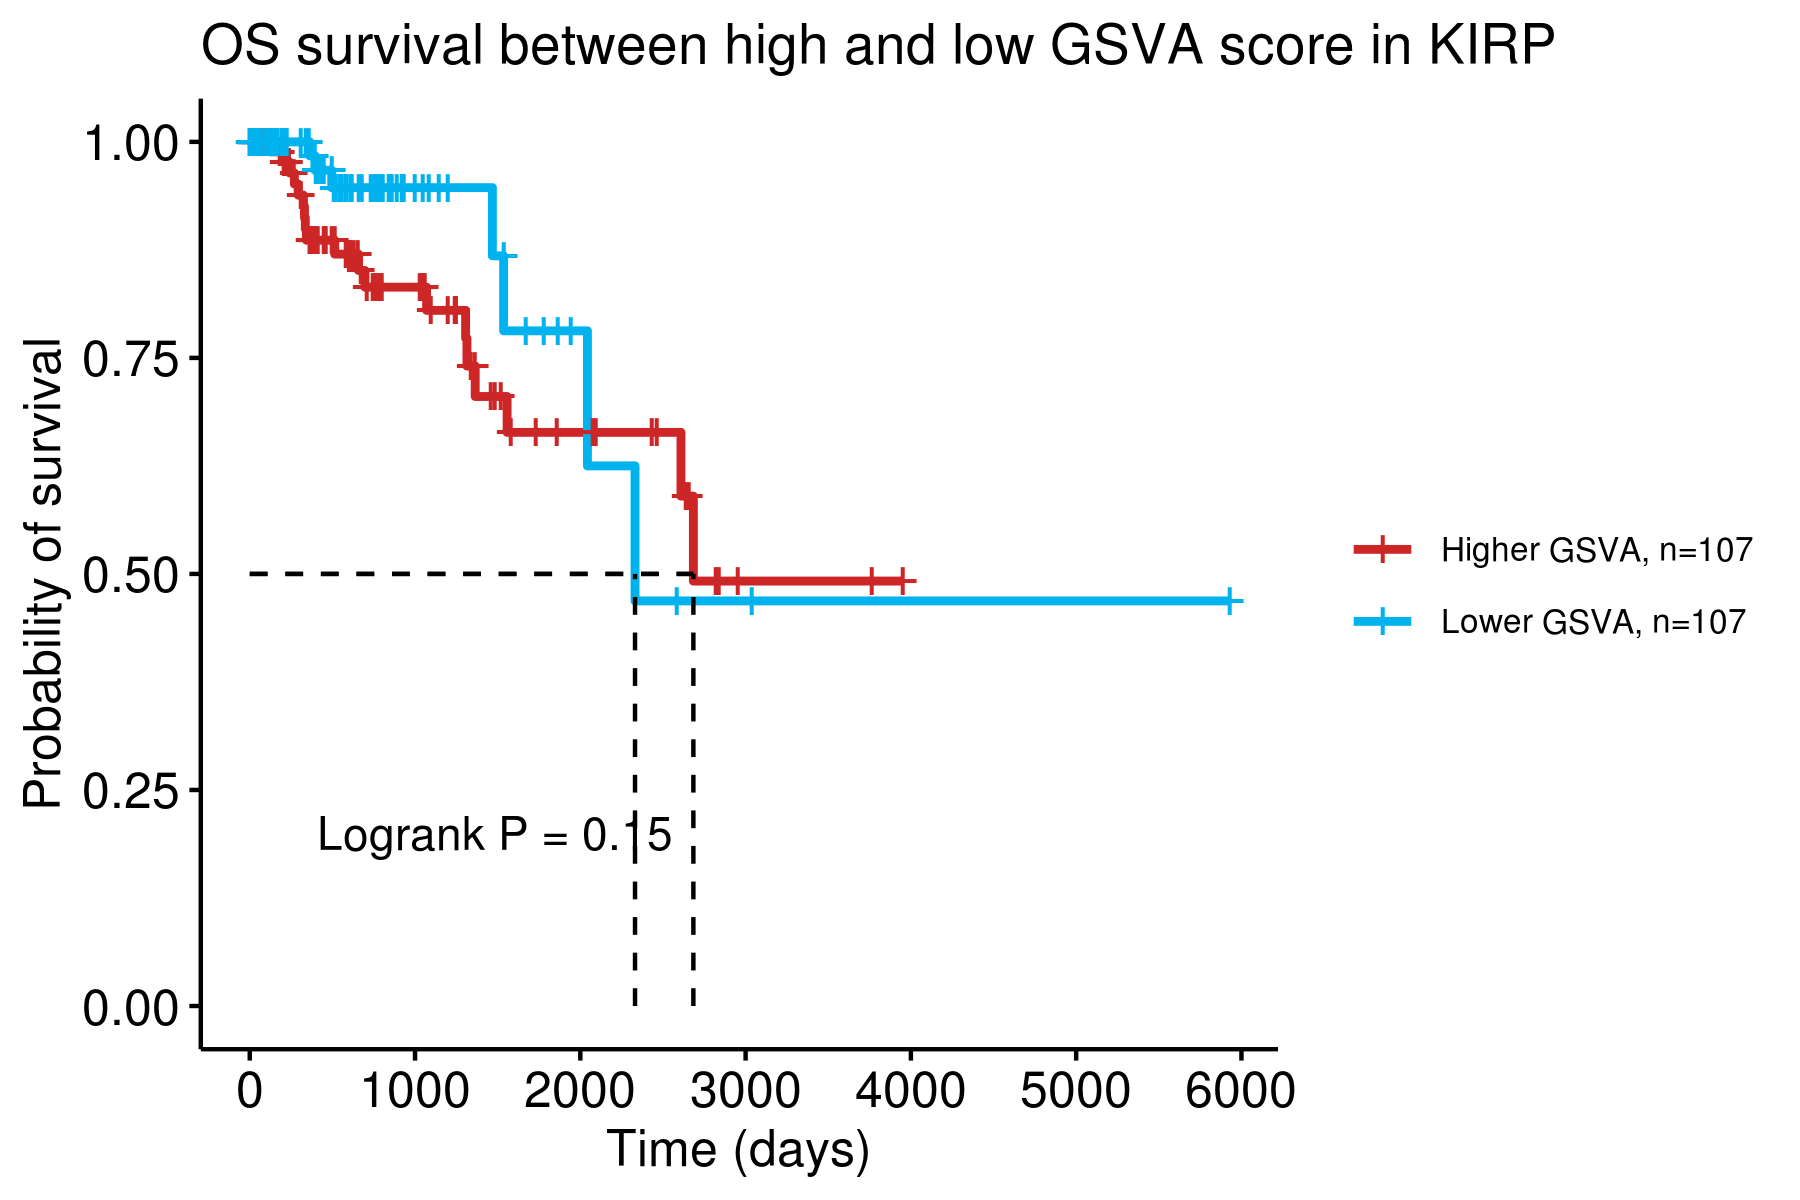 OS survival between high and low GSVA score in KIRP
Probability of survival
1.00
0.75
0.50
0.25
0.00
Logrank P = 0.15
0 1000 2000 3000 4000 5000 6000
Time (days)
Higher GSVA, n=107
Lower GSVA, n=107